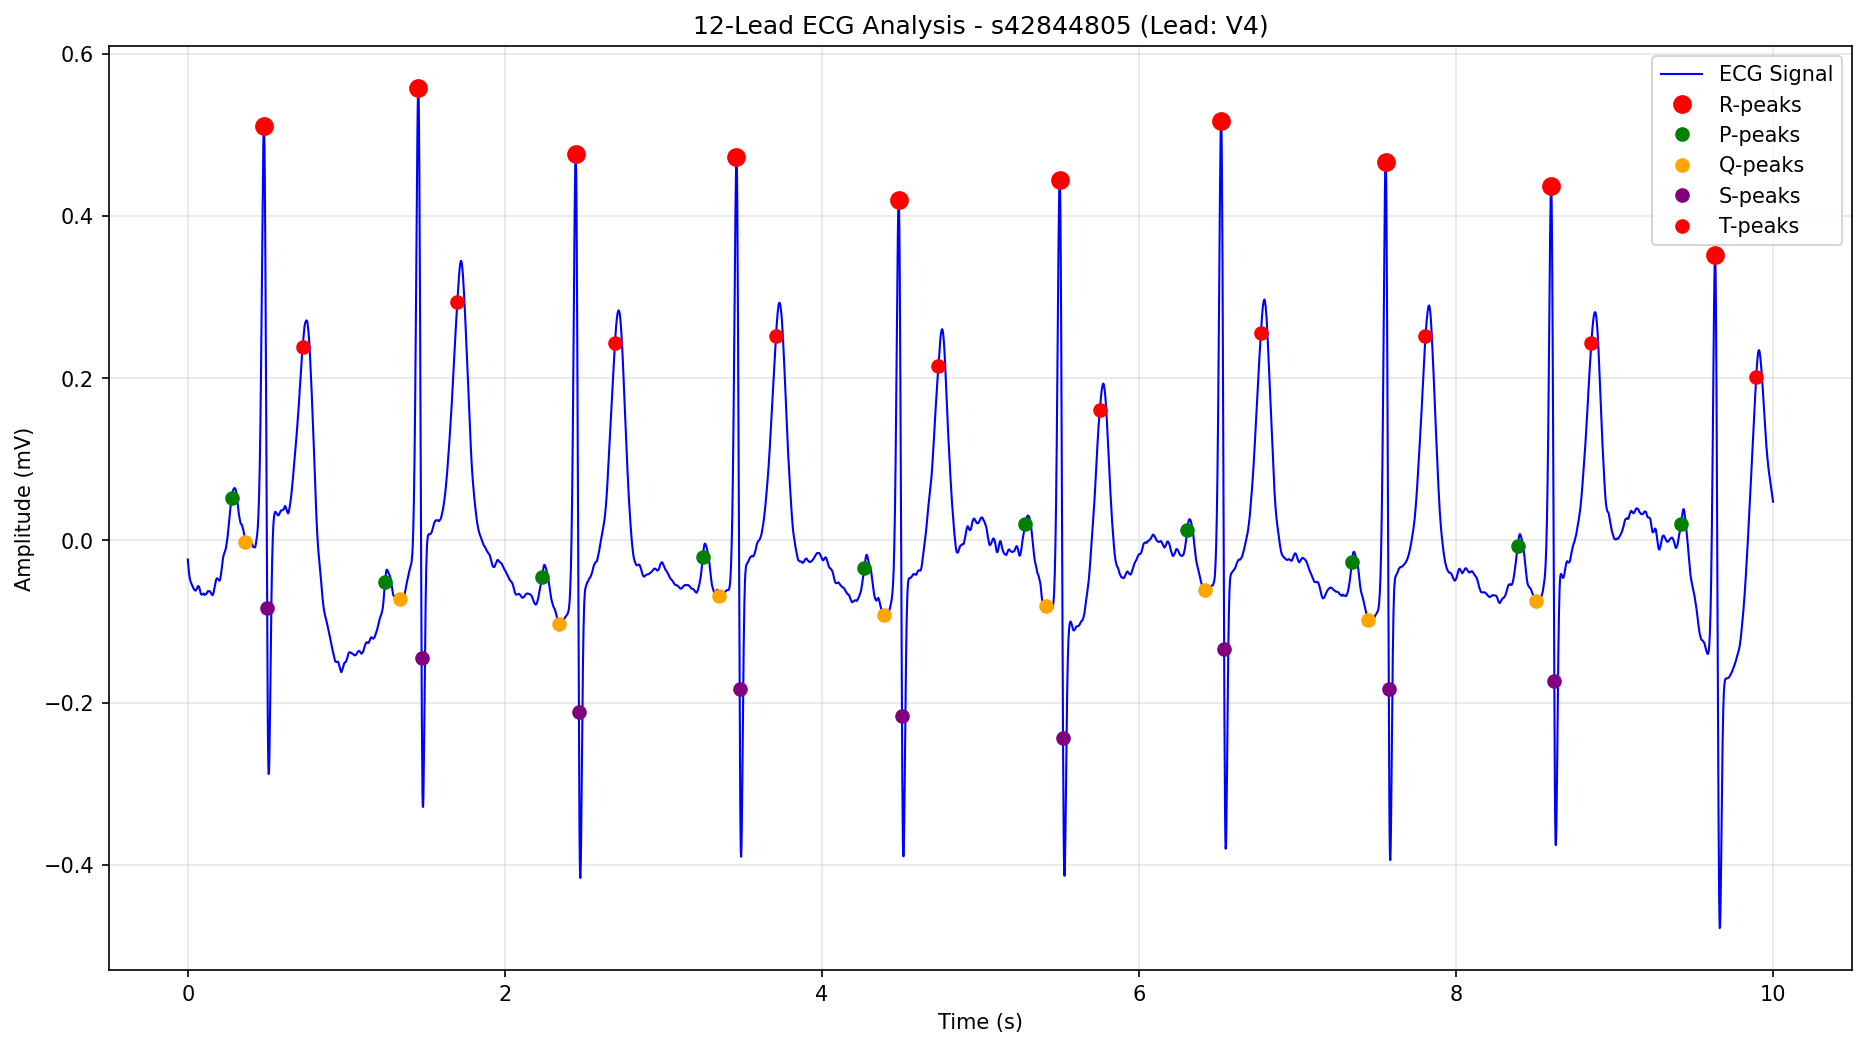 12-Lead ECG Analysis - s42844805 (Lead: V4)
ECG Signal
R-peaks
P-peaks
Q-peaks
S-peaks
T-peaks
Amplitude (mV)
0.6
0.4
0.2
0.0
−0.2
−0.4
0 2 4 6 8 10
Time (s)